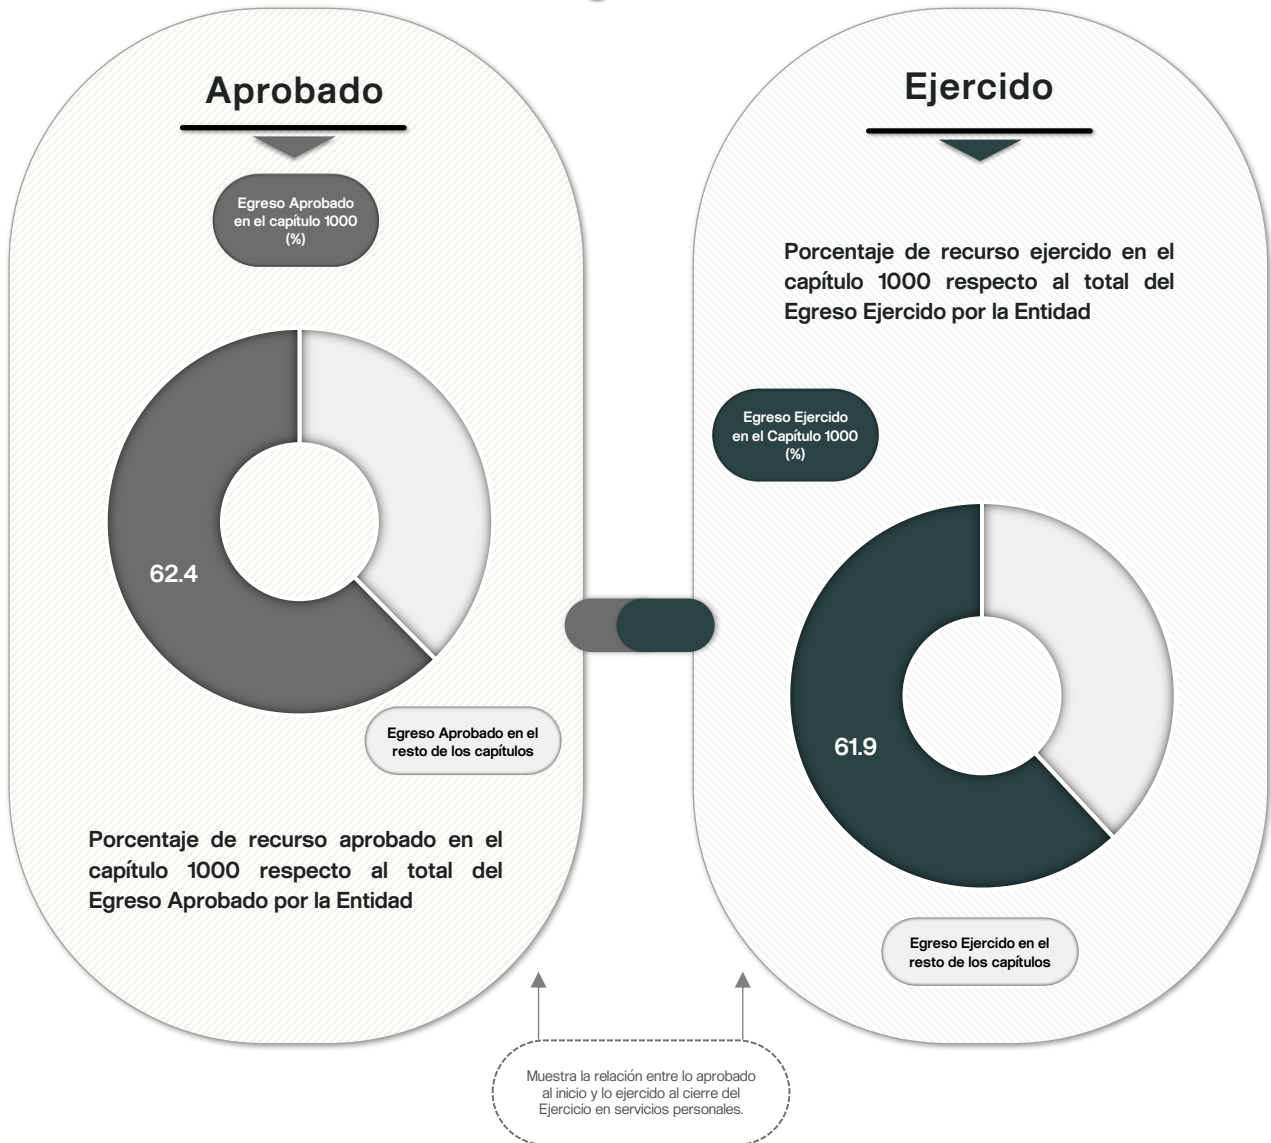 Aprobado
Egreso Aprobado
en el capítulo 1000
(%)
62.4
Egreso Aprobado en el
resto de los capítulos
Porcentaje de recurso aprobado en el
capítulo 1000 respecto al total del
Egreso Aprobado por la Entidad
Ejercido
Porcentaje de recurso ejercido en el
capítulo 1000 respecto al total del
Egreso Ejercido por la Entidad
Egreso Ejercido
en el Capítulo 1000
(%)
61.9
Egreso Ejercido en el
resto de los capítulos
Muestra la relación entre lo aprobado
al inicio y lo ejercido al cierre del
Ejercicio en servicios personales.